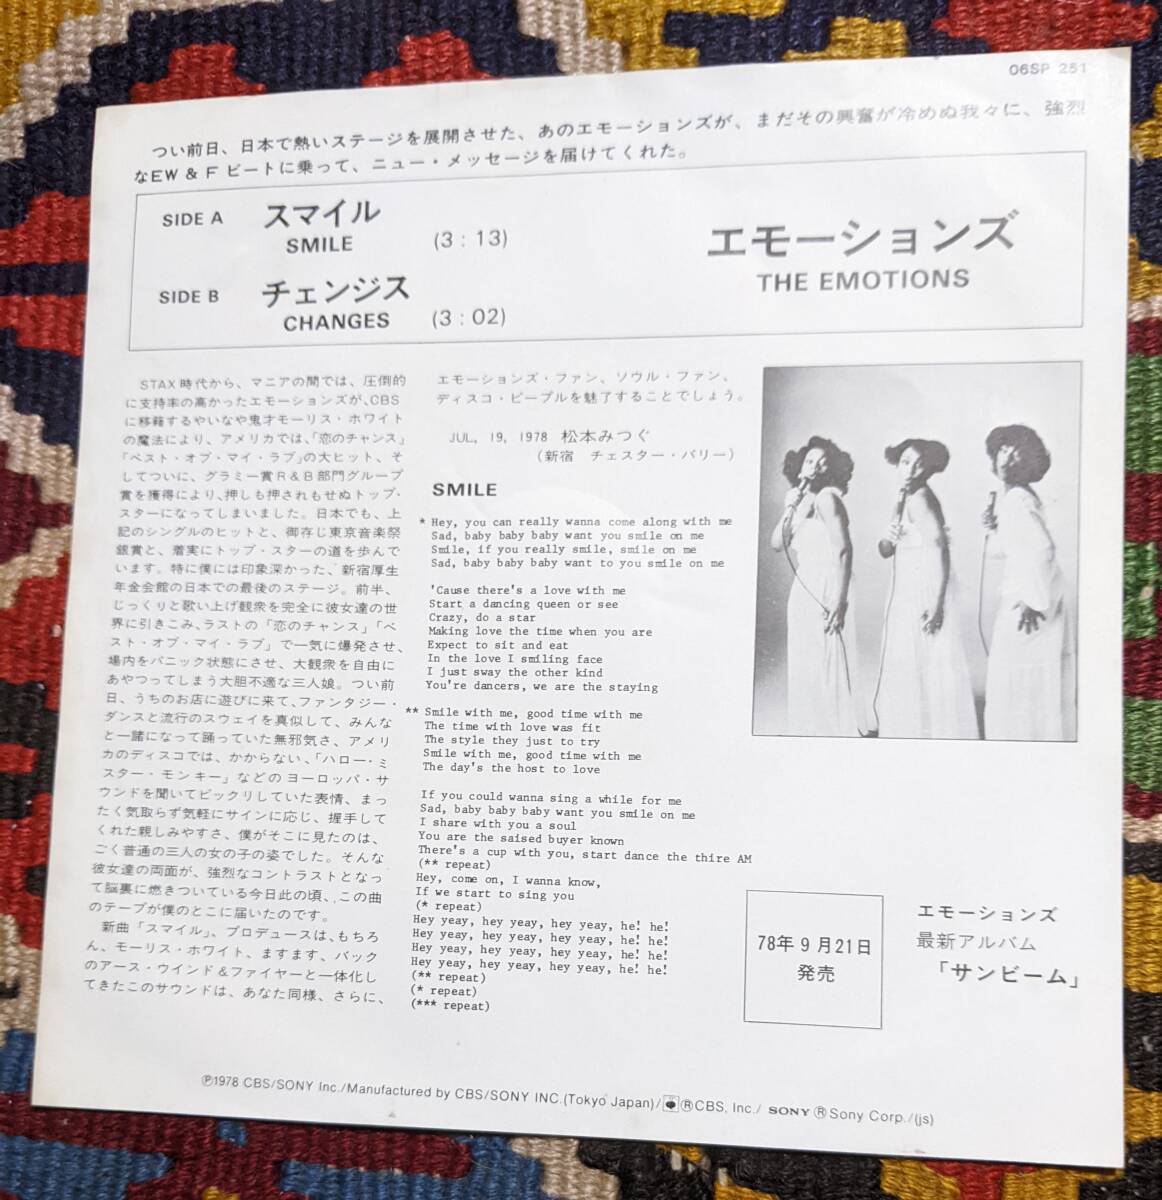 06SP 251
つい前日、日本で熱いステージを展開させた、あのエモーションズが、まだその興奮が冷めぬ我々に、強烈
なEW & F ビートに乗って、ニュー・メッセージを届けてくれた。
SIDE A スマイル
SMILE (3 : 13)
SIDE B チェンジス
CHANGES (3 : 02)
エモーションズ
THE EMOTIONS
STAX時代から、マニアの間では、圧倒的
に支持率の高かったエモーションズが、CBS
に移籍するやいなや鬼才モーリス・ホワイト
の魔法により、アメリカでは、「恋のチャンス」
「ベスト・オブ・マイ・ラブ」の大ヒット、そ
してついに、グラミー賞R&B部門グループ
賞を獲得により、押しも押されもせぬトップ・
スターになってしまいました。日本でも、上
記のシングルのヒットと、御存じ東京音楽祭
銀賞と、着実にトップ・スターの道を歩んで
います。特に僕には印象深かった、新宿厚生
年金会館の日本での最後のステージ。前半、
じっくりと歌い上げ観衆を完全に彼女達の世
界に引きこみ、ラストの「恋のチャンス」「ベ
スト・オブ・マイ・ラブ」で一気に爆発させ、
場内をパニック状態にさせ、大観衆を自由に
あやつってしまう大胆不適な三人娘。つい前
日、うちのお店に遊びに来て、ファンタジー・
ダンスと流行のスウェイを真似して、みんな
と一諸になって踊っていた無邪気さ、アメリ
カのディスコでは、かからない、「ハロー・ミ
スター・モンキー」などのヨーロッパ・サ
ウンドを聞いてビックリしていた表情、まっ
たく気取らず気軽にサインに応じ、握手して
くれた親しみやすさ、僕がそこに見たのは、
ごく普通の三人の女の子の姿でした。そんな
彼女達の両面が、強烈なコントラストとなっ
て脳裏に燃きついている今日此の頃、この曲
のテープが僕のとこに届いたのです。
新曲「スマイル」、プロデュースは、もちろ
ん、モーリス・ホワイト、ますます、バック
のアース・ウインド&ファイヤーと一体化し
てきたこのサウンドは、あなた同様、さらに、
エモーションズ・ファン、ソウル・ファン、
ディスコ・ピープルを魅了することでしょう。
JUL, 19, 1978 松本みつぐ
（新宿 チェスター・バリー）
SMILE
* Hey, you can really wanna come along with me
Sad, baby baby baby want you smile on me
Smile, if you really smile, smile on me
Sad, baby baby baby want to you smile on me
'Cause there's a love with me
Start a dancing queen or see
Crazy, do a star
Making love the time when you are
Expect to sit and eat
In the love I smiling face
I just sway the other kind
You're dancers, we are the staying
** Smile with me, good time with me
The time with love was fit
The style they just to try
Smile with me, good time with me
The day's the host to love
If you could wanna sing a while for me
Sad, baby baby baby want you smile on me
I share with you a soul
You are the saised buyer known
There's a cup with you, start dance the thire AM
(** repeat)
Hey, come on, I wanna know,
If we start to sing you
(* repeat)
Hey yeay, hey yeay, hey yeay, he! he!
Hey yeay, hey yeay, hey yeay, he! he!
Hey yeay, hey yeay, hey yeay, he! he!
Hey yeay, hey yeay, hey yeay, he! he!
(** repeat)
(* repeat)
(*** repeat)
78年9月21日
発売
エモーションズ
最新アルバム
「サンビーム」
Ⓟ1978 CBS/SONY Inc./Manufactured by CBS/SONY INC.(Tokyo Japan)/ ®CBS, Inc./ SONY ® Sony Corp./(js)